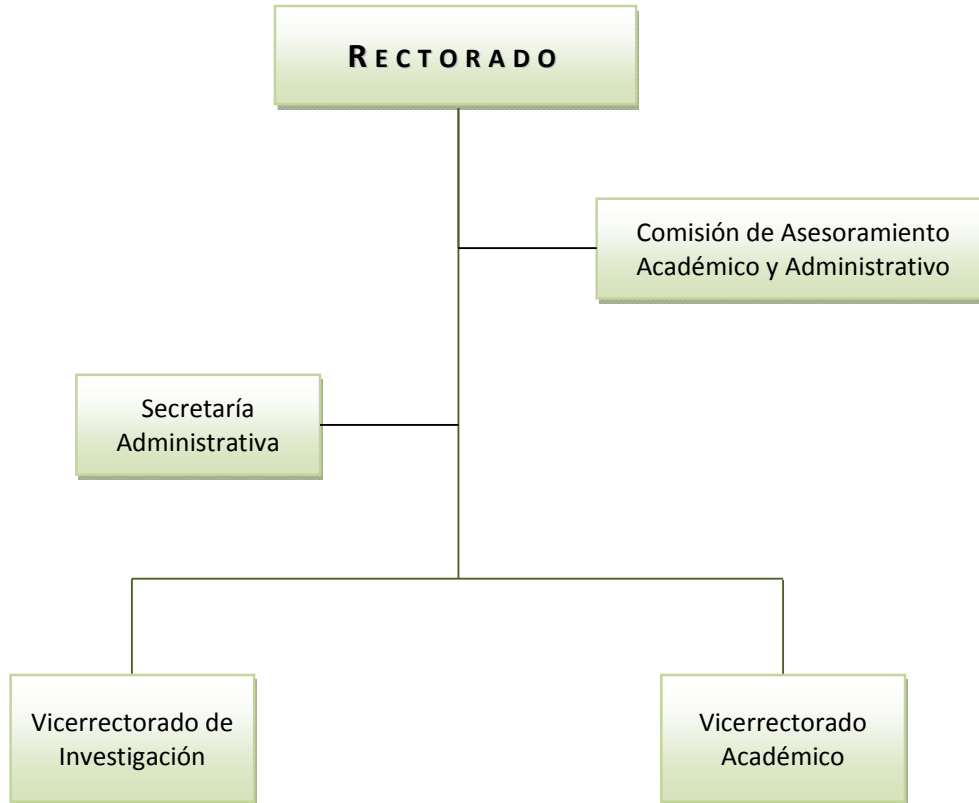 RECTORADO
Comisión de Asesoramiento
Académico y Administrativo
Secretaría
Administrativa
Vicerrectorado de
Investigación
Vicerrectorado
Académico